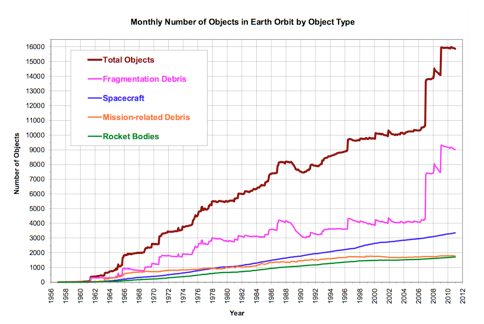 Monthly Number of Objects in Earth Orbit by Object Type
16000
15000
14000
13000
12000
11000
10000
9000
8000
7000
6000
5000
4000
3000
2000
1000
0
Number of Objects
Total Objects
Fragmentation Debris
Spacecraft
Mission-related Debris
Rocket Bodies
1956 1958 1960 1962 1964 1966 1968 1970 1972 1974 1976 1978 1980 1982 1984 1986 1988 1990 1992 1994 1996 1998 2000 2002 2004 2006 2008 2010 2012
Year